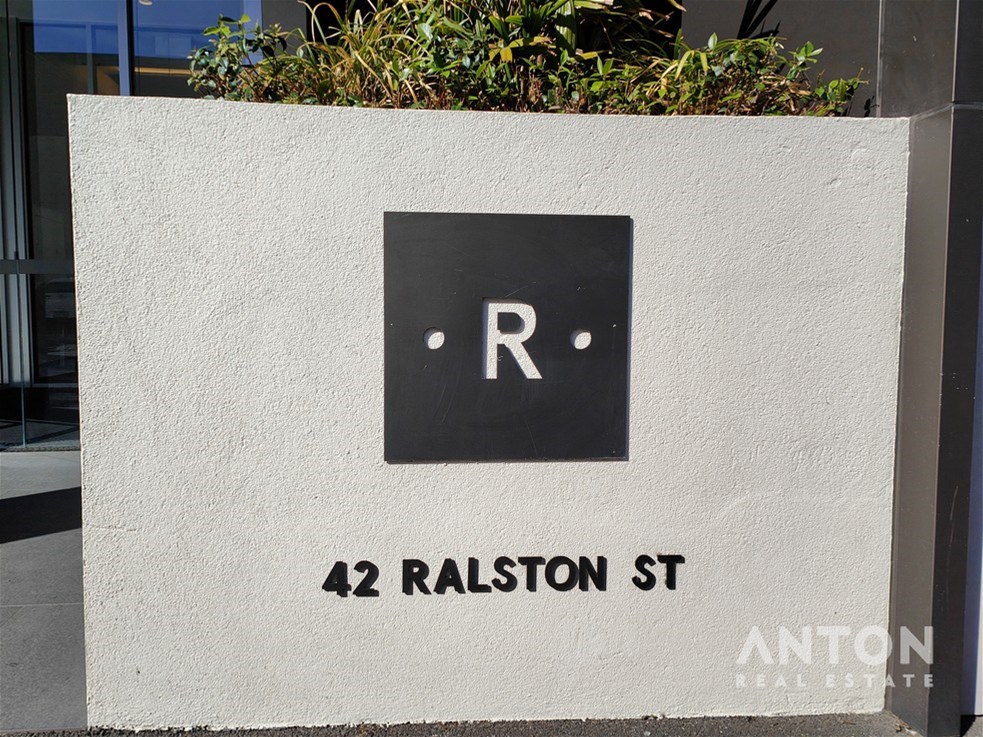 • R •
42 RALSTON ST
ANTON
REAL ESTATE